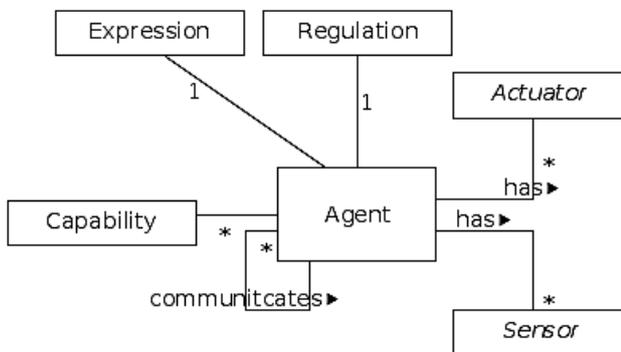 Expression
Regulation
1
1
Actuator
*
has▶
Agent
Capability
*
*
has▶
communitcates▶
*
Sensor